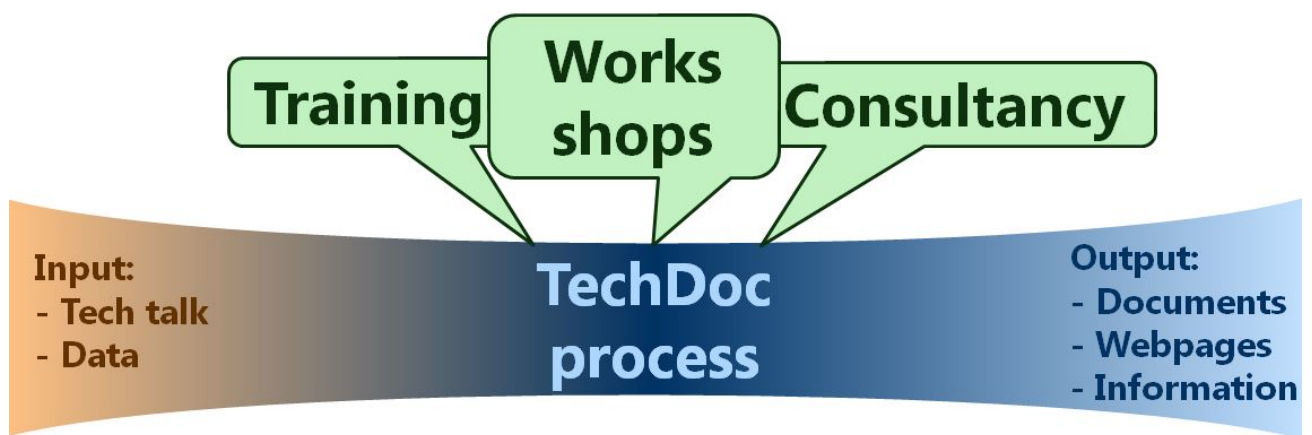 Training
Works
shops
Consultancy
Input:
- Tech talk
- Data
TechDoc
process
Output:
- Documents
- Webpages
- Information